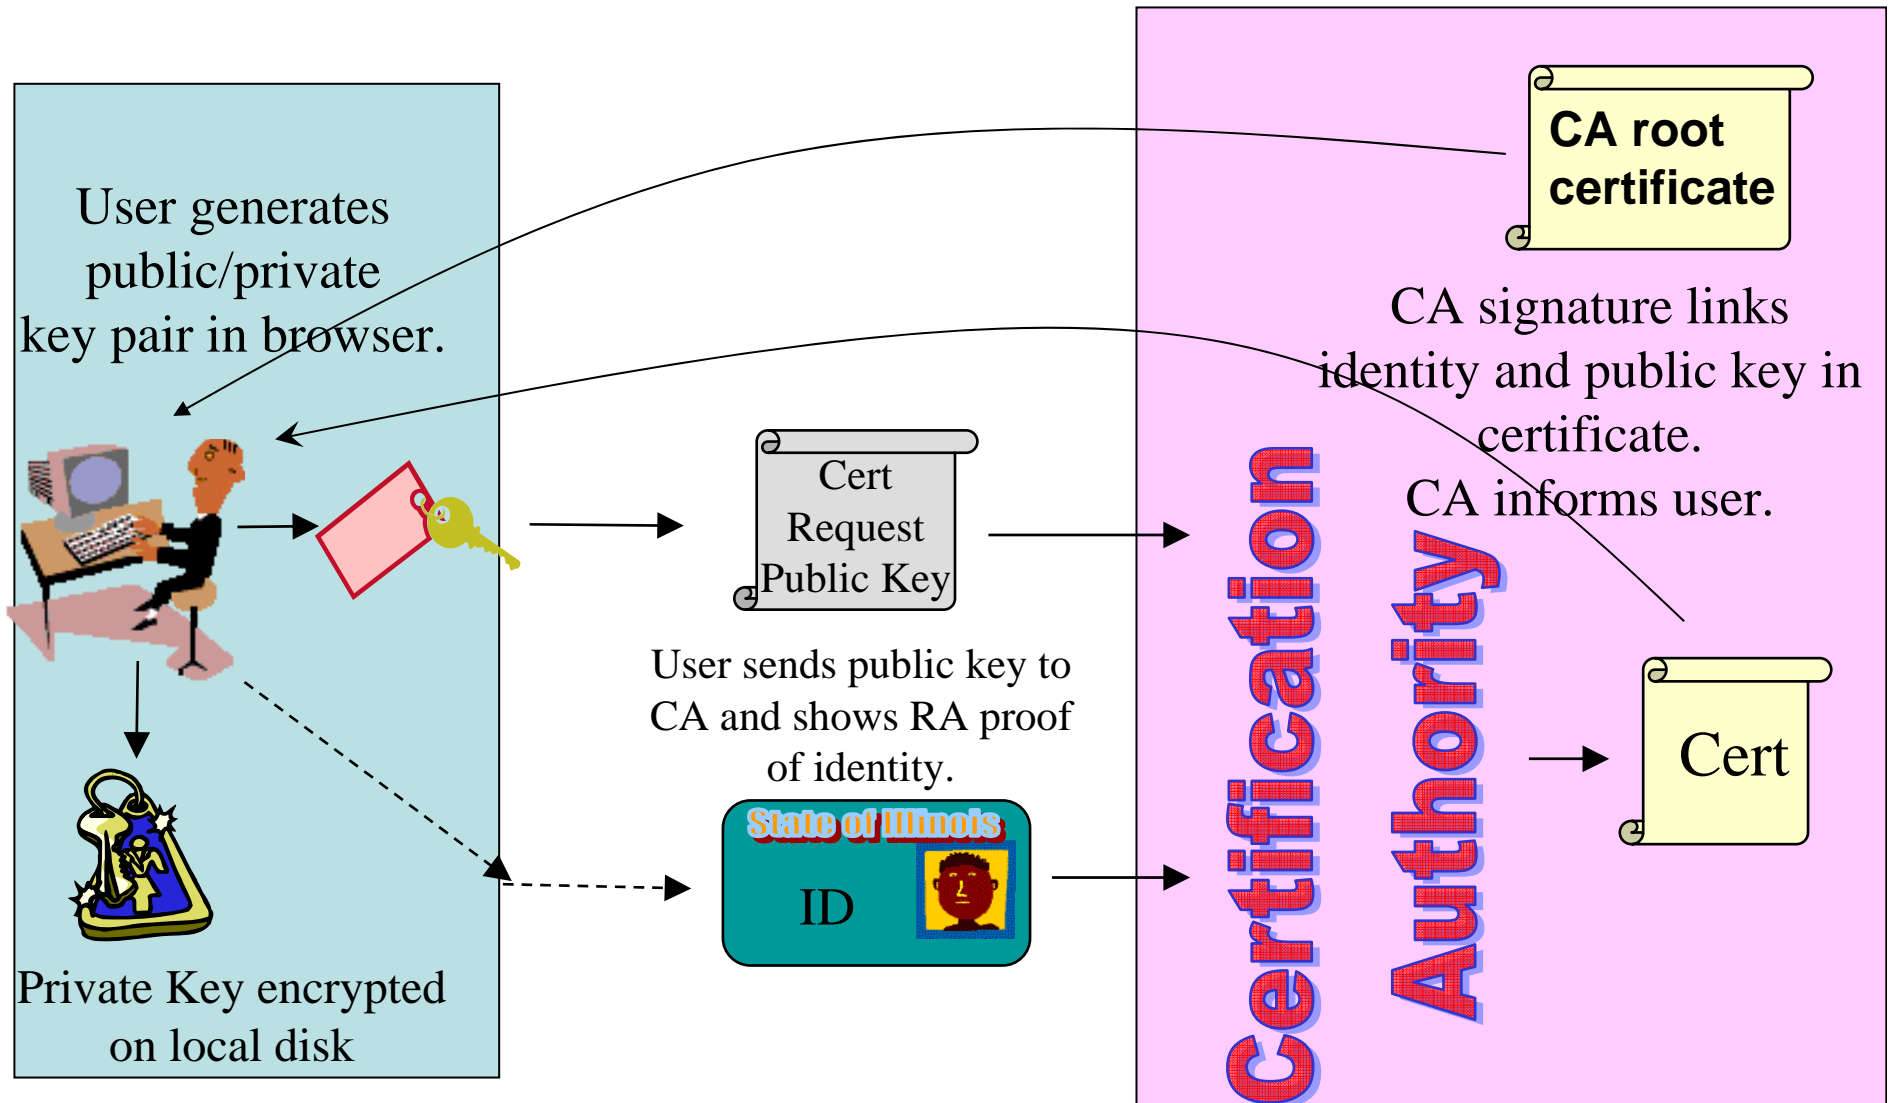 User generates
public/private
key pair in browser.
Private Key encrypted
on local disk
Cert
Request
Public Key
User sends public key to
CA and shows RA proof
of identity.
State of Illinois
ID
Certification
Authority
CA root
certificate
CA signature links
identity and public key in
certificate.
CA informs user.
Cert